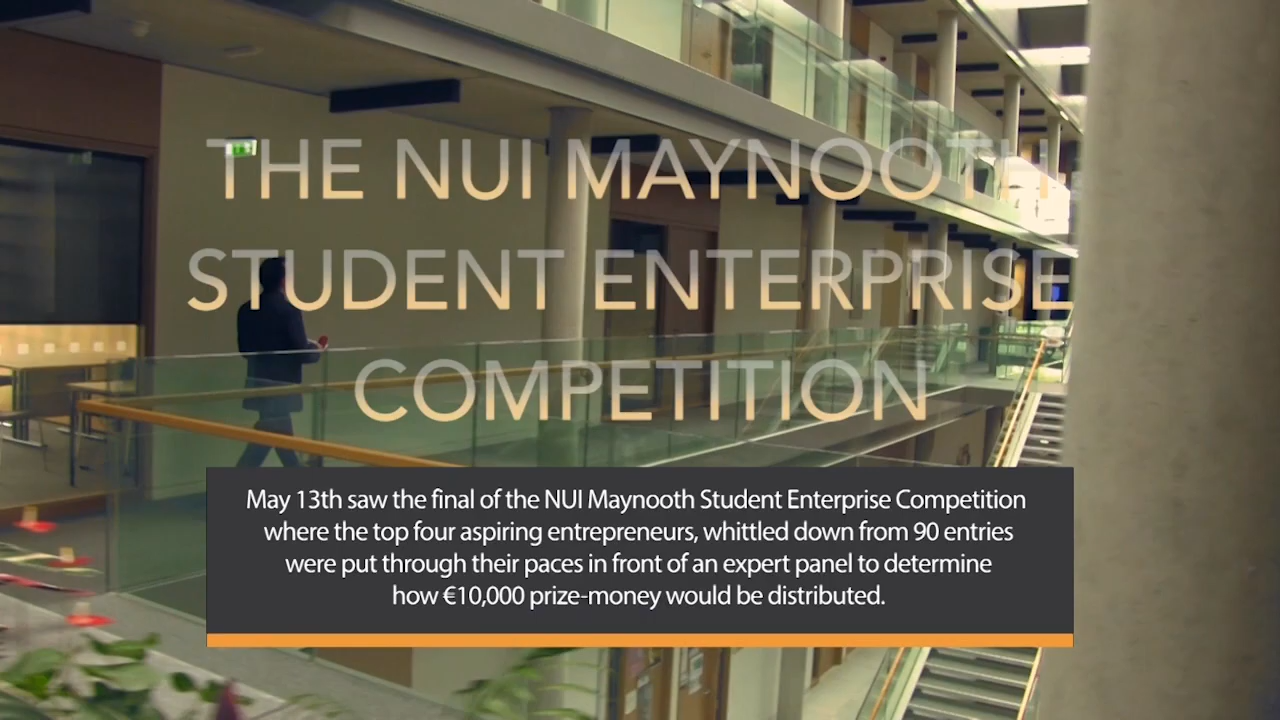 THE NUI MAYNOOTH
STUDENT ENTERPRISE
COMPETITION
May 13th saw the final of the NUI Maynooth Student Enterprise Competition
where the top four aspiring entrepreneurs, whittled down from 90 entries
were put through their paces in front of an expert panel to determine
how €10,000 prize-money would be distributed.